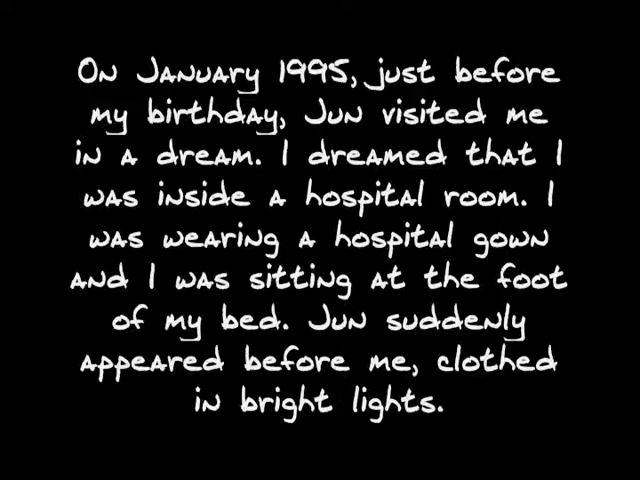 On January 1995, just before
my birthday, Jun visited me
in a dream. I dreamed that I
was inside a hospital room. I
was wearing a hospital gown
and I was sitting at the foot
of my bed. Jun suddenly
appeared before me, clothed
in bright lights.